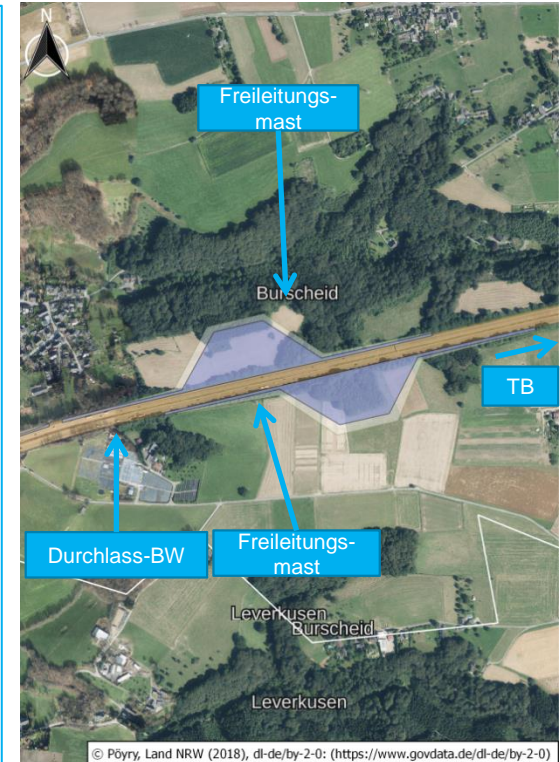 N
Freileitungs-
mast
Burscheid
TB
Durchlass-BW
Freileitungs-
mast
Leverkusen
Burscheid
Leverkusen
© Pöyry, Land NRW (2018), dl-de/by-2-0: (https://www.govdata.de/dl-de/by-2-0)